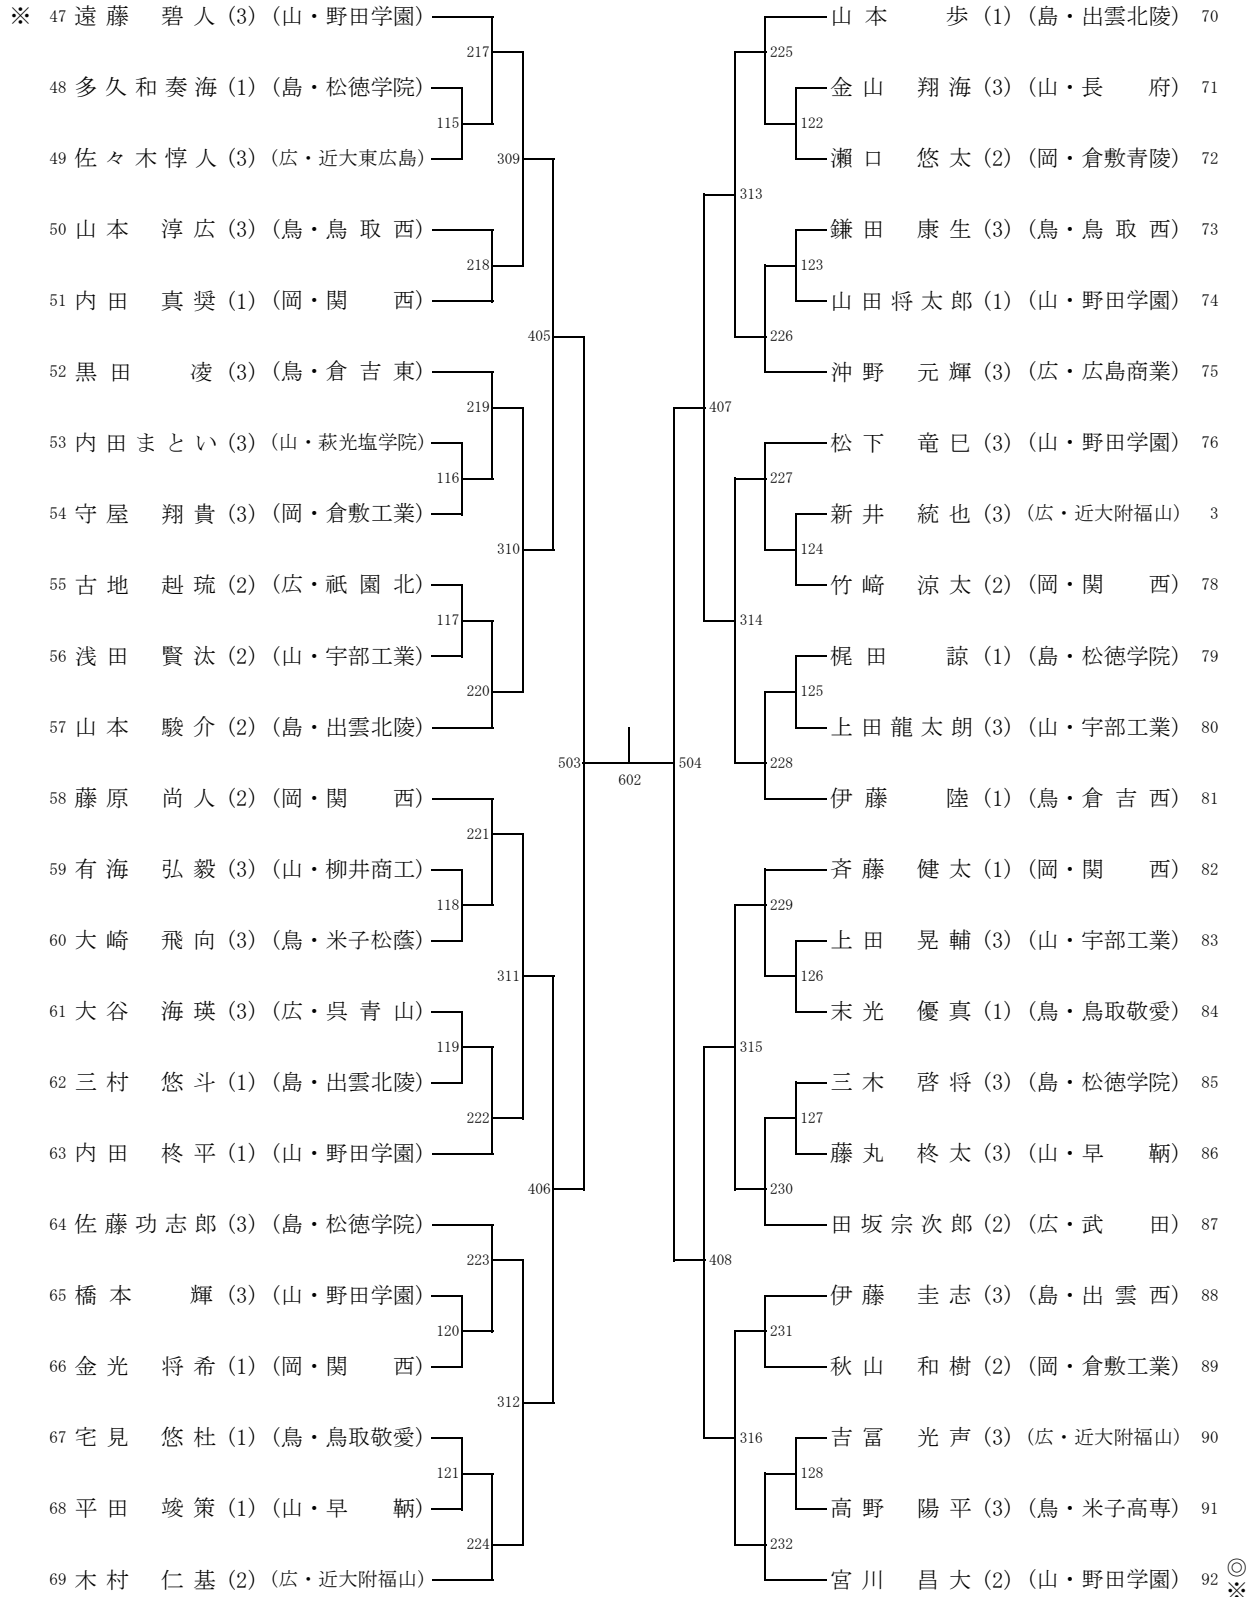 ※ 47 遠藤 碧人 (3) (山・野田学園)
217
48 多久和奏海 (1) (島・松徳学院)
115
49 佐々木惇人 (3) (広・近大東広島)
309
50 山本 淳広 (3) (鳥・鳥取西)
218
51 内田 真奨 (1) (岡・関西)
405
52 黒田 凌 (3) (鳥・倉吉東)
219
53 内田まとい (3) (山・萩光塩学院)
116
54 守屋 翔貴 (3) (岡・倉敷工業)
310
55 古地 赳琉 (2) (広・祇園北)
117
56 浅田 賢汰 (2) (山・宇部工業)
220
57 山本 駿介 (2) (島・出雲北陵)
503
58 藤原 尚人 (2) (岡・関西)
221
59 有海 弘毅 (3) (山・柳井商工)
118
60 大崎 飛向 (3) (鳥・米子松蔭)
311
61 大谷 海瑛 (3) (広・呉青山)
119
62 三村 悠斗 (1) (島・出雲北陵)
222
63 内田 柊平 (1) (山・野田学園)
406
64 佐藤功志郎 (3) (島・松徳学院)
223
65 橋本 輝 (3) (山・野田学園)
120
66 金光 将希 (1) (岡・関西)
312
67 宅見 悠杜 (1) (鳥・鳥取敬愛)
121
68 平田 竣策 (1) (山・早鞆)
224
69 木村 仁基 (2) (広・近大附福山)
602
山本 歩 (1) (島・出雲北陵) 70
225
金山 翔海 (3) (山・長府) 71
122
瀬口 悠太 (2) (岡・倉敷青陵) 72
313
鎌田 康生 (3) (鳥・鳥取西) 73
123
山田将太郎 (1) (山・野田学園) 74
226
沖野 元輝 (3) (広・広島商業) 75
407
松下 竜巳 (3) (山・野田学園) 76
227
新井 統也 (3) (広・近大附福山) 3
124
竹﨑 涼太 (2) (岡・関西) 78
314
梶田 諒 (1) (島・松徳学院) 79
125
上田龍太朗 (3) (山・宇部工業) 80
504
228
伊藤 陸 (1) (鳥・倉吉西) 81
斉藤 健太 (1) (岡・関西) 82
229
上田 晃輔 (3) (山・宇部工業) 83
126
末光 優真 (1) (鳥・鳥取敬愛) 84
315
三木 啓将 (3) (島・松徳学院) 85
127
藤丸 柊太 (3) (山・早鞆) 86
230
田坂宗次郎 (2) (広・武田) 87
408
伊藤 圭志 (3) (島・出雲西) 88
231
秋山 和樹 (2) (岡・倉敷工業) 89
316
吉冨 光声 (3) (広・近大附福山) 90
128
高野 陽平 (3) (鳥・米子高専) 91
232
宮川 昌大 (2) (山・野田学園) 92 ◎※